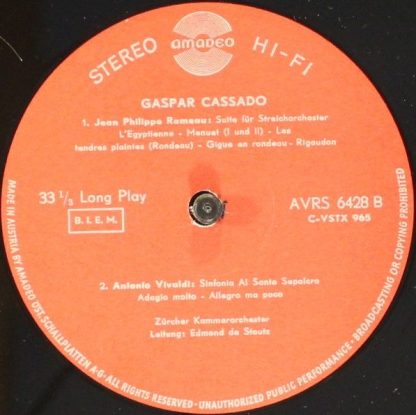 STEREO amadeo HI-FI
GASPAR CASSADO
1. Jean Philippe Rameau: Suite für Streichorchester
L'Egyptienne - Menuet (I und II) - Les
tendres plaintes (Rondeau) - Gigue en rondeau - Rigaudon
33 1/3 Long Play
B. I. E. M.
AVRS 6428 B
C-VSTX 965
2. Antonio Vivaldi: Sinfonia Al Santo Sepolcro
Adagio molto - Allegro ma poco
Zürcher Kammerorchester
Leitung: Edmond de Stoutz
MADE IN AUSTRIA BY AMADEO ÖST. SCHALLPLATTEN A·G - ALL RIGHTS RESERVED - UNAUTHORIZED PUBLIC PERFORMANCE - BROADCASTING OR COPYING PROHIBITED